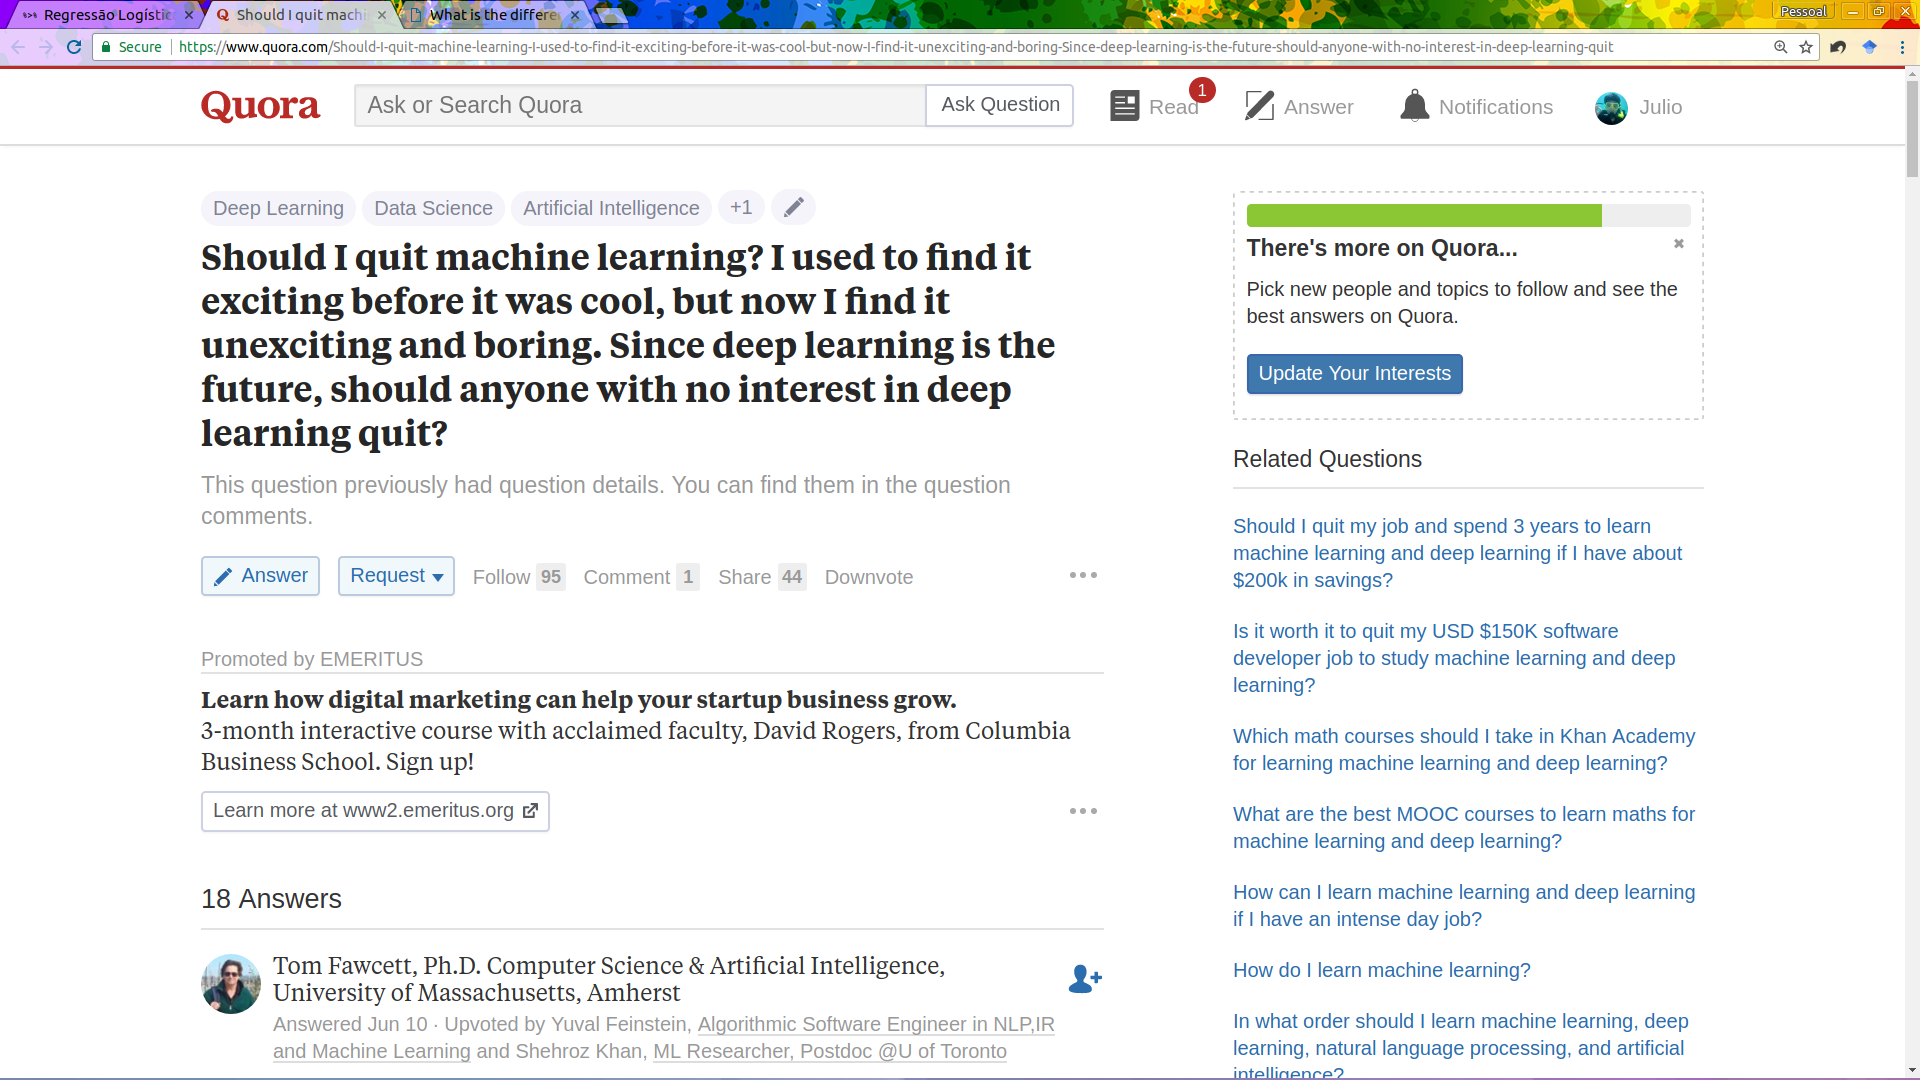 Regressão Logístic
Should I quit machi
What is the differe
Pessoal
Secure
https://www.quora.com/Should-I-quit-machine-learning-I-used-to-find-it-exciting-before-it-was-cool-but-now-I-find-it-unexciting-and-boring-Since-deep-learning-is-the-future-should-anyone-with-no-interest-in-deep-learning-quit
Quora
Ask or Search Quora
Ask Question
Read
1
Answer
Notifications
Julio
Deep Learning
Data Science
Artificial Intelligence
+1
Should I quit machine learning? I used to find it
exciting before it was cool, but now I find it
unexciting and boring. Since deep learning is the
future, should anyone with no interest in deep
learning quit?
This question previously had question details. You can find them in the question
comments.
Answer
Request
Follow 95
Comment 1
Share 44
Downvote
Promoted by EMERITUS
Learn how digital marketing can help your startup business grow.
3-month interactive course with acclaimed faculty, David Rogers, from Columbia
Business School. Sign up!
Learn more at www2.emeritus.org
18 Answers
Tom Fawcett, Ph.D. Computer Science & Artificial Intelligence,
University of Massachusetts, Amherst
Answered Jun 10 · Upvoted by Yuval Feinstein, Algorithmic Software Engineer in NLP,IR
and Machine Learning and Shehroz Khan, ML Researcher, Postdoc @U of Toronto
There's more on Quora...
Pick new people and topics to follow and see the
best answers on Quora.
Update Your Interests
Related Questions
Should I quit my job and spend 3 years to learn
machine learning and deep learning if I have about
$200k in savings?
Is it worth it to quit my USD $150K software
developer job to study machine learning and deep
learning?
Which math courses should I take in Khan Academy
for learning machine learning and deep learning?
What are the best MOOC courses to learn maths for
machine learning and deep learning?
How can I learn machine learning and deep learning
if I have an intense day job?
How do I learn machine learning?
In what order should I learn machine learning, deep
learning, natural language processing, and artificial
intelligence?